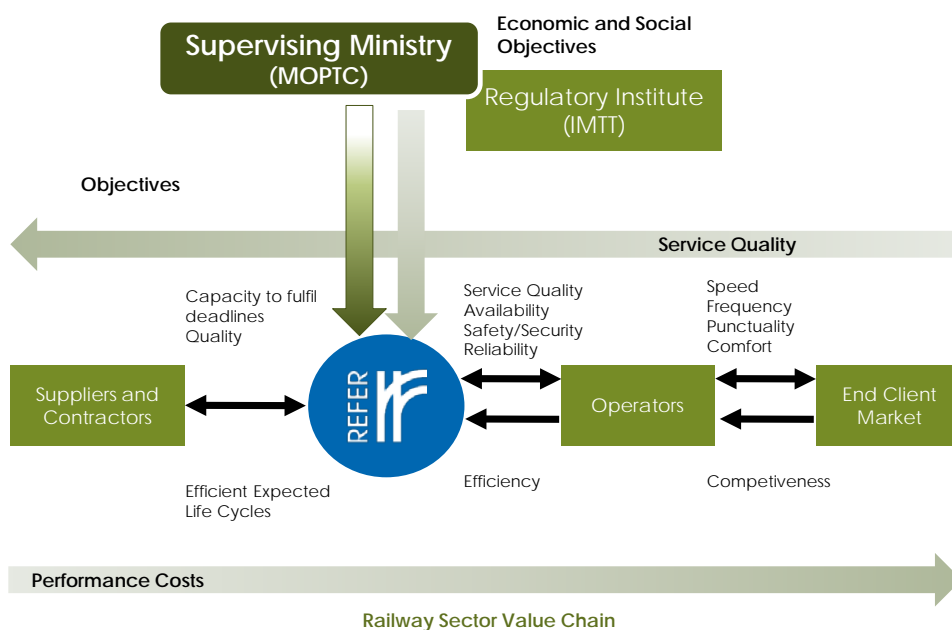 Supervising Ministry
(MOPTC)
Economic and Social
Objectives
Regulatory Institute
(IMTT)
Objectives
Service Quality
Capacity to fulfil
deadlines
Quality
Service Quality
Availability
Safety/Security
Reliability
Speed
Frequency
Punctuality
Comfort
Suppliers and
Contractors
REFER
Operators
End Client
Market
Efficient Expected
Life Cycles
Efficiency
Competiveness
Performance Costs
Railway Sector Value Chain